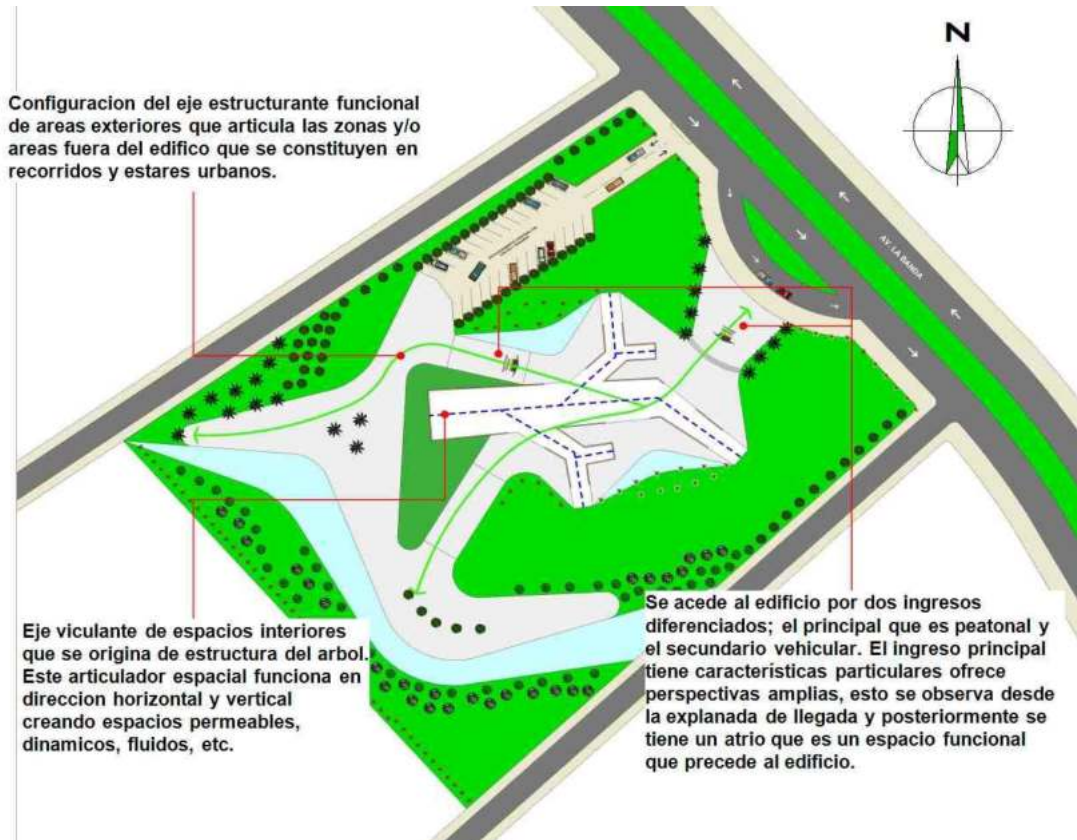 N
Configuracion del eje estructurante funcional
de areas exteriores que articula las zonas y/o
areas fuera del edifico que se constituyen en
recorridos y estares urbanos.
AV. LA BANDA
Eje viculante de espacios interiores
que se origina de estructura del arbol.
Este articulador espacial funciona en
direccion horizontal y vertical
creando espacios permeables,
dinamicos, fluidos, etc.
Se acede al edificio por dos ingresos
diferenciados; el principal que es peatonal y
el secundario vehicular. El ingreso principal
tiene características particulares ofrece
perspectivas amplias, esto se observa desde
la explanada de llegada y posteriormente se
tiene un atrio que es un espacio funcional
que precede al edificio.